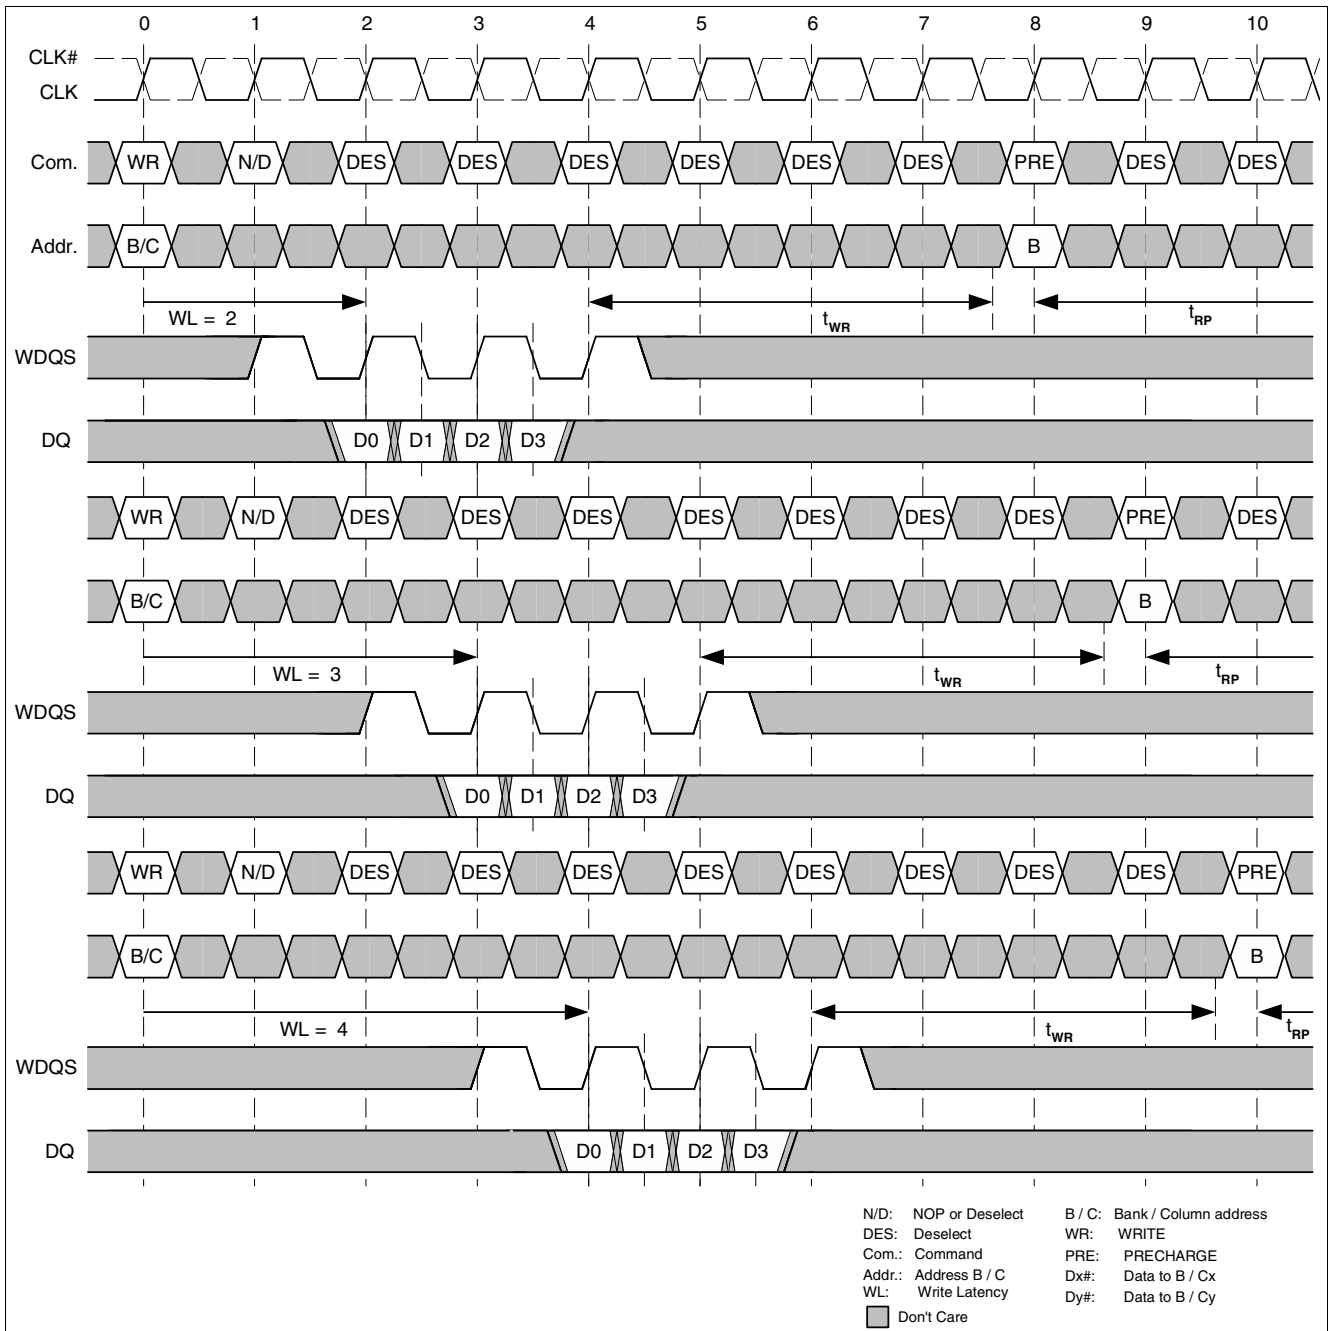 0 1 2 3 4 5 6 7 8 9 10
CLK#
CLK
Com. WR N/D DES DES DES DES DES DES PRE DES DES
Addr. B/C B
WL = 2 tWR tRP
WDQS
DQ D0 D1 D2 D3
WR N/D DES DES DES DES DES DES DES PRE DES
B/C B
WL = 3 tWR tRP
WDQS
DQ D0 D1 D2 D3
WR N/D DES DES DES DES DES DES DES DES PRE
B/C B
WL = 4 tWR tRP
WDQS
DQ D0 D1 D2 D3
N/D: NOP or Deselect B / C: Bank / Column address
DES: Deselect WR: WRITE
Com.: Command PRE: PRECHARGE
Addr.: Address B / C Dx#: Data to B / Cx
WL: Write Latency Dy#: Data to B / Cy
Don't Care